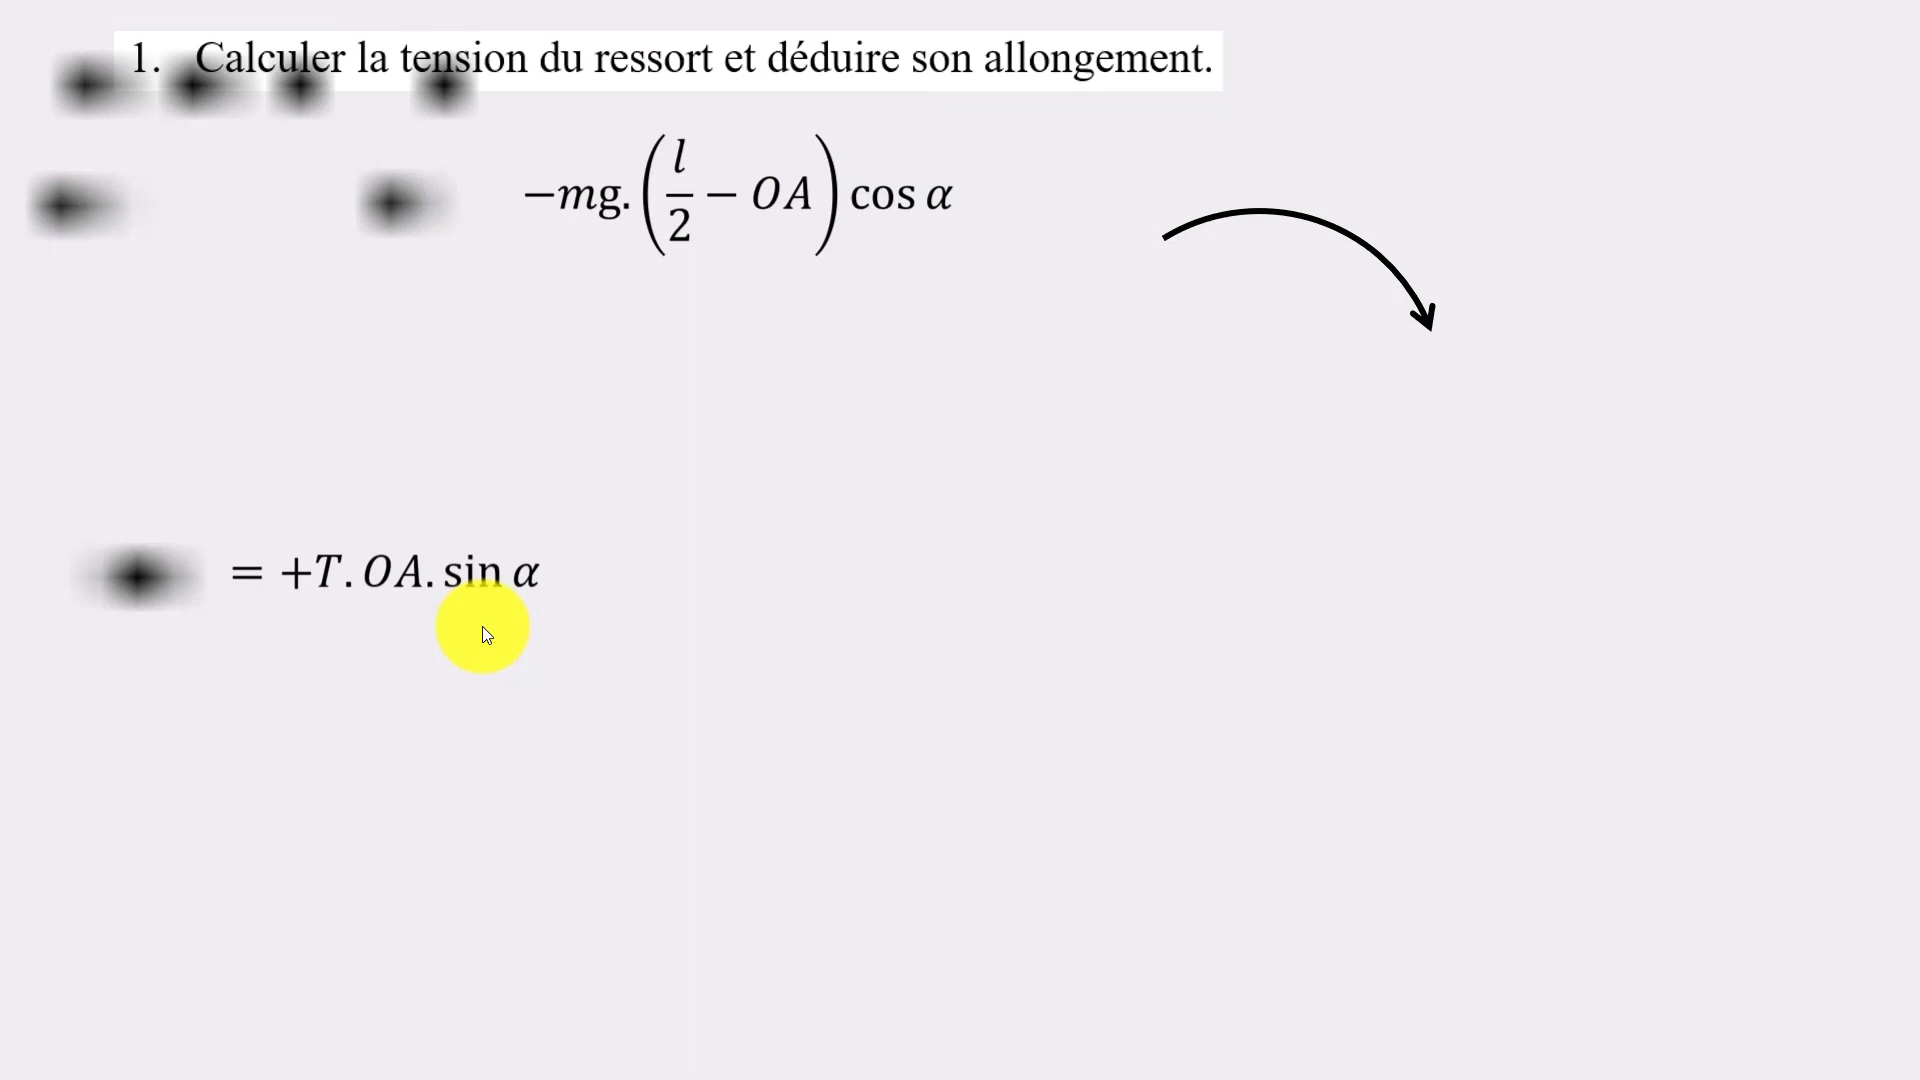 1. Calculer la tension du ressort et déduire son allongement.
−mg.(l/2 − OA) cos α
= +T.OA.sin α